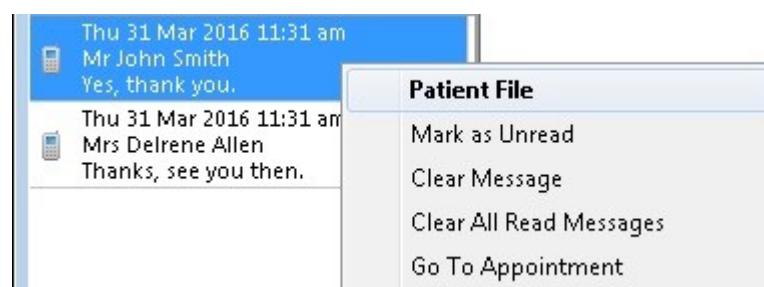 Thu 31 Mar 2016 11:31 am
Mr John Smith
Yes, thank you.
Thu 31 Mar 2016 11:31 am
Mrs Delrene Allen
Thanks, see you then.
Patient File
Mark as Unread
Clear Message
Clear All Read Messages
Go To Appointment